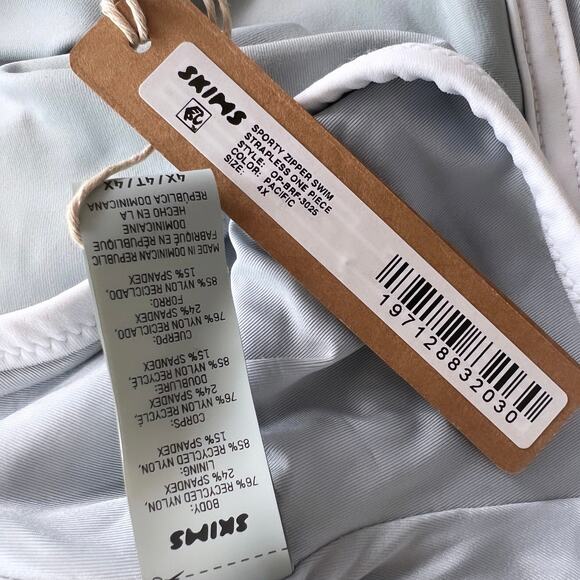 SKIMS
SPORTY ZIPPER SWIM
STRAPLESS ONE PIECE
STYLE: OP-BRF-3025
COLOR: PACIFIC
SIZE: 4X
197128832030
SKIMS
BODY:
76% RECYCLED NYLON,
24% SPANDEX
LINING:
85% RECYCLED NYLON,
15% SPANDEX
CORPS:
76% NYLON RECYCLÉ,
24% SPANDEX
DOUBLURE:
85% NYLON RECYCLÉ,
15% SPANDEX
CUERPO:
76% NYLON RECICLADO,
24% SPANDEX
FORRO:
85% NYLON RECICLADO,
15% SPANDEX
MADE IN DOMINICAN REPUBLIC
FABRIQUÉ EN RÉPUBLIQUE
DOMINICAINE
HECHO EN LA
REPÚBLICA DOMINICANA
4X / 4T / 4X